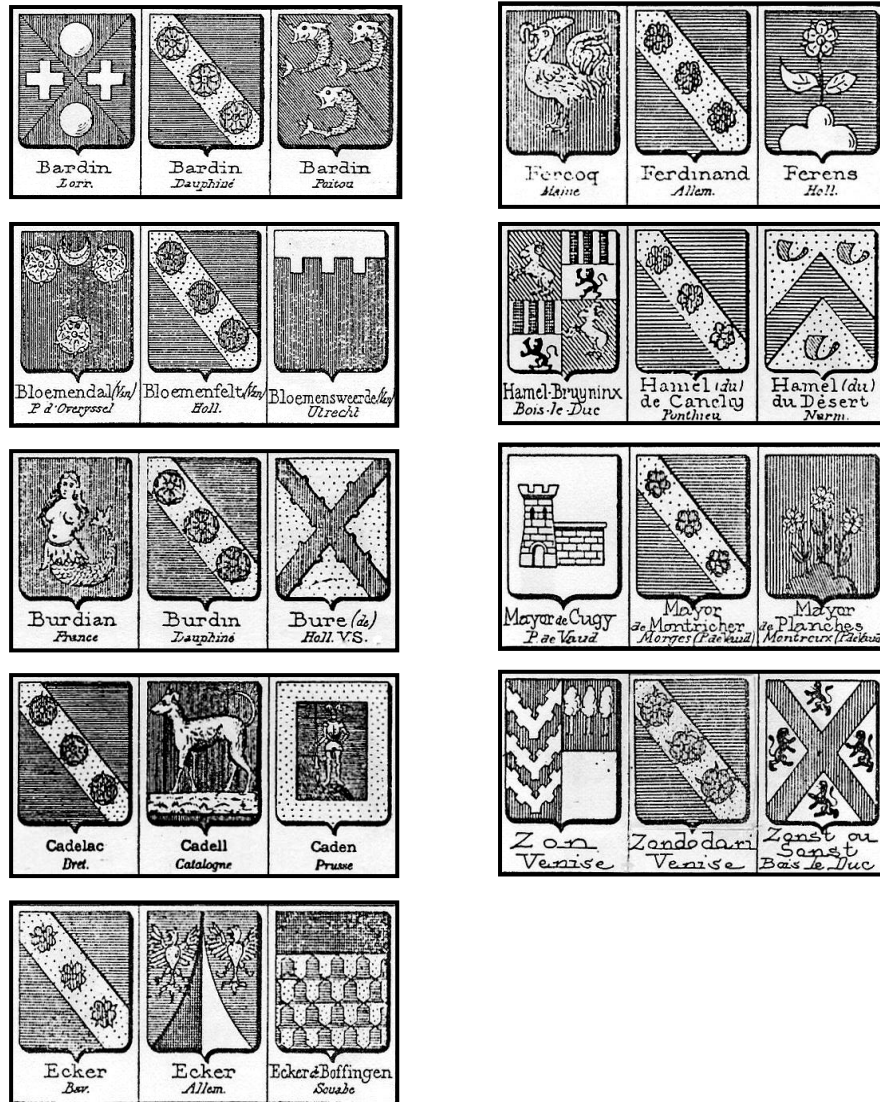 Bardin
Lorr.
Bardin
Dauphiné
Bardin
Poitou
Bloemendal (Van)
P. d'Overyssel
Bloemenfelt (Van)
Holl.
Bloemensweerde (Van)
Utrecht
Burdian
France
Burdin
Dauphiné
Bure (de)
Holl. V.S.
Cadelac
Bret.
Cadell
Catalogne
Caden
Prusse
Ecker
Bav.
Ecker
Allem.
Ecker à Boffingen
Souabe
Fercoq
Maine
Ferdinand
Allem.
Ferens
Holl.
Hamel-Bruyninx
Bois-le-Duc
Hamel (du)
de Canchy
Ponthieu
Hamel (du)
du Désert
Norm.
Mayor de Cugy
P. de Vaud
Mayor
de Montricher
Morges (P. de Vaud)
Mayor
de Planches
Montreux (P. de Vaud)
Zon
Venise
Zondodari
Venise
Zonst ou
Sonst
Bois le Duc